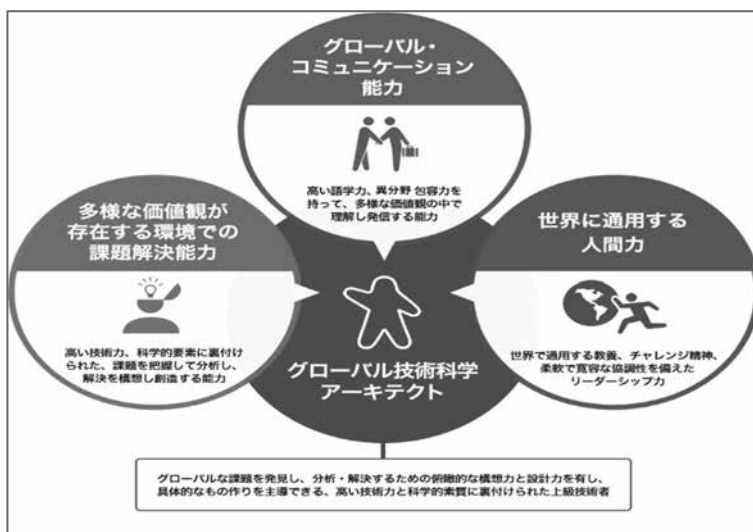 グローバル・
コミュニケーション
能力
高い語学力、異分野 包容力を
持って、多様な価値観の中で
理解し発信する能力
多様な価値観が
存在する環境での
課題解決能力
高い技術力、科学的要素に裏付け
られた、課題を把握して分析し、
解決を構想し創造する能力
世界に通用する
人間力
世界で通用する教養、チャレンジ精神、
柔軟で寛容な協調性を備えた
リーダーシップ力
グローバル技術科学
アーキテクト
グローバルな課題を発見し、分析・解決するための俯瞰的な構想力と設計力を有し、
具体的なもの作りを主導できる、高い技術力と科学的素質に裏付けられた上級技術者